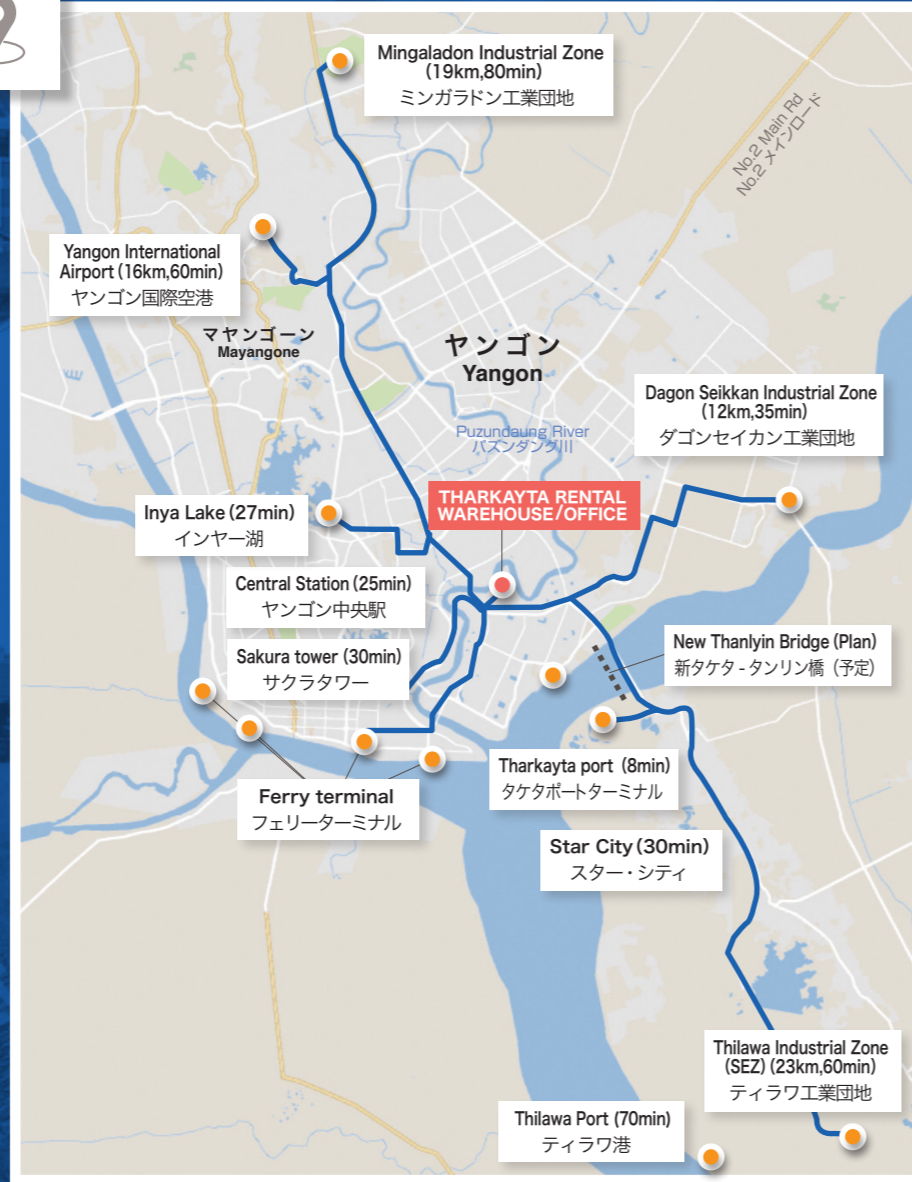 Mingaladon Industrial Zone
(19km,80min)
ミンガラドン工業団地
No.2 Main Rd
No.2 メインロード
Yangon International
Airport (16km,60min)
ヤンゴン国際空港
マヤンゴーン
Mayangone
ヤンゴン
Yangon
Dagon Seikkan Industrial Zone
(12km,35min)
ダゴンセイカン工業団地
Puzundaung River
パズンダング川
THARKAYTA RENTAL
WAREHOUSE/OFFICE
Inya Lake (27min)
インヤー湖
Central Station (25min)
ヤンゴン中央駅
Sakura tower (30min)
サクラタワー
New Thanlyin Bridge (Plan)
新タケタ - タンリン橋（予定）
Tharkayta port (8min)
タケタポートターミナル
Ferry terminal
フェリーターミナル
Star City (30min)
スター・シティ
Thilawa Industrial Zone
(SEZ) (23km,60min)
ティラワ工業団地
Thilawa Port (70min)
ティラワ港